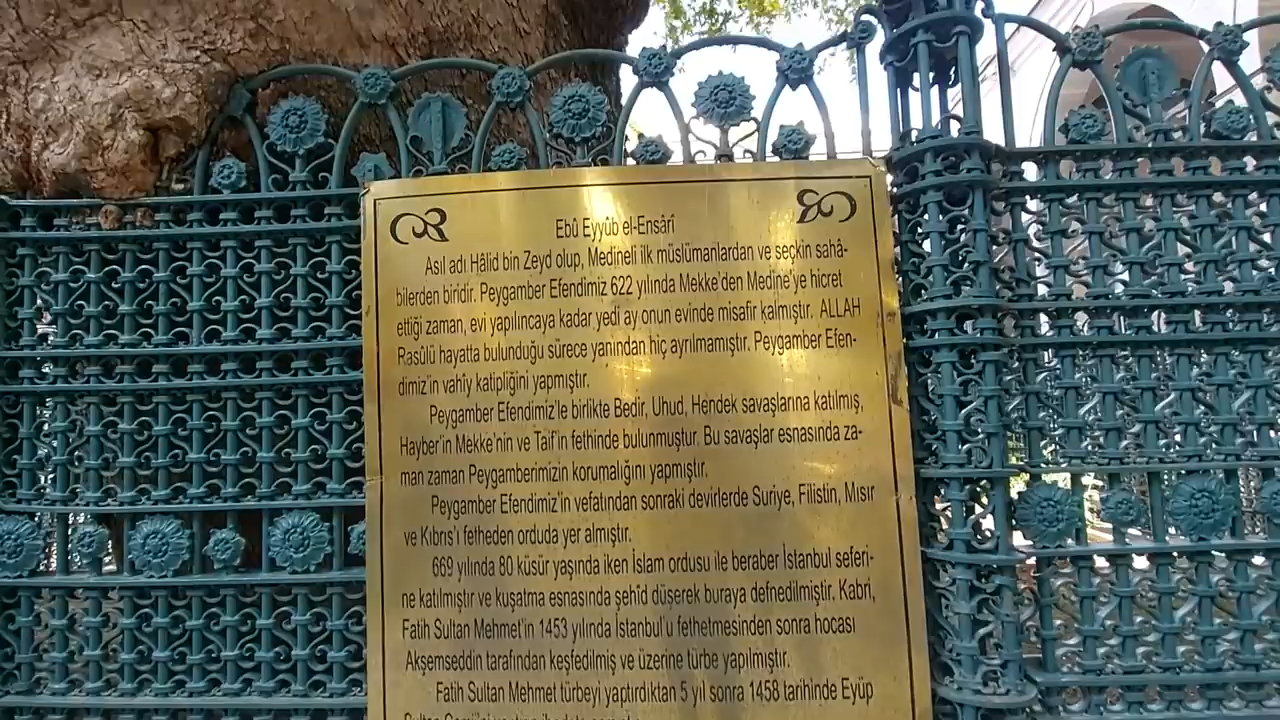 Ebû Eyyûb el-Ensârî
Asıl adı Hâlid bin Zeyd olup, Medineli ilk müslümanlardan ve seçkin sahâ-
bilerden biridir. Peygamber Efendimiz 622 yılında Mekke'den Medine'ye hicret
ettiği zaman, evi yapılıncaya kadar yedi ay onun evinde misafir kalmıştır. ALLAH
Rasûlü hayatta bulunduğu sürece yanından hiç ayrılmamıştır. Peygamber Efen-
dimiz'in vahîy katipliğini yapmıştır.
Peygamber Efendimiz'le birlikte Bedir, Uhud, Hendek savaşlarına katılmış,
Hayber'in Mekke'nin ve Taif'in fethinde bulunmuştur. Bu savaşlar esnasında za-
man zaman Peygamberimizin korumalığını yapmıştır.
Peygamber Efendimiz'in vefatından sonraki devirlerde Suriye, Filistin, Mısır
ve Kıbrıs'ı fetheden orduda yer almıştır.
669 yılında 80 küsür yaşında iken İslam ordusu ile beraber İstanbul seferi-
ne katılmıştır ve kuşatma esnasında şehîd düşerek buraya defnedilmiştir. Kabri,
Fatih Sultan Mehmet'in 1453 yılında İstanbul'u fethetmesinden sonra hocası
Akşemseddin tarafından keşfedilmiş ve üzerine türbe yapılmıştır.
Fatih Sultan Mehmet türbeyi yaptırdıktan 5 yıl sonra 1458 tarihinde Eyüp